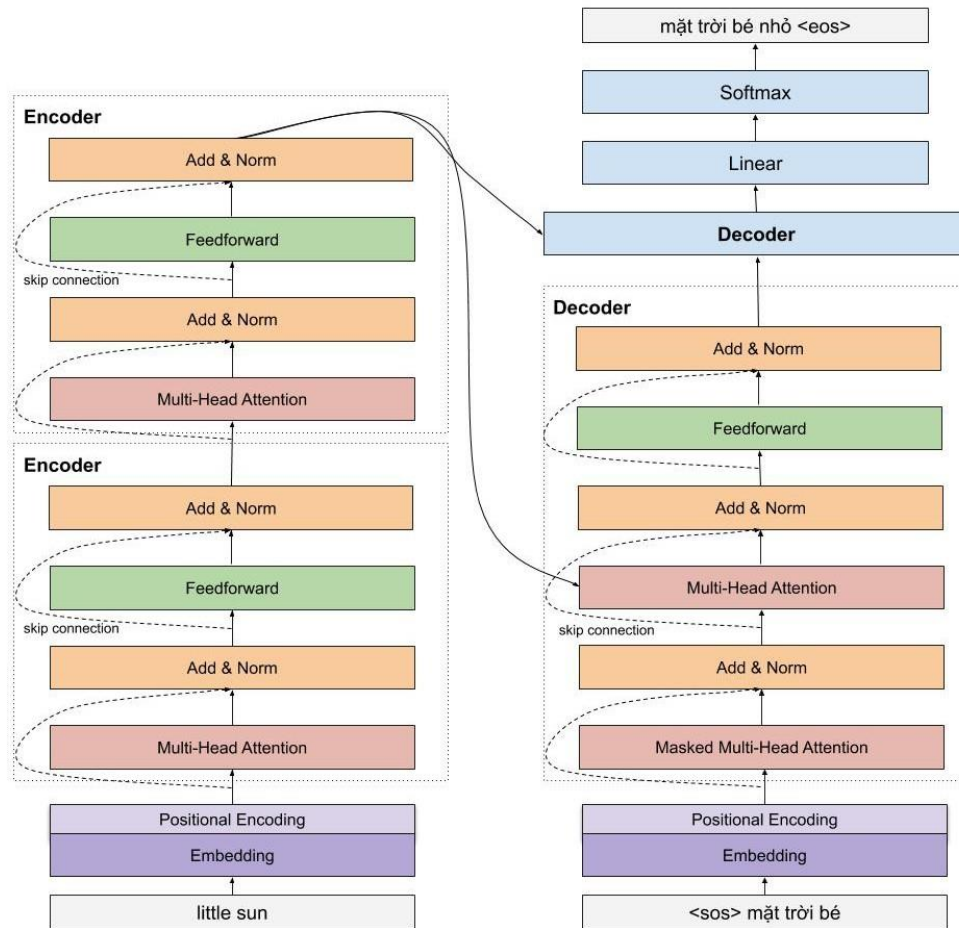 Encoder
Add & Norm
Feedforward
skip connection
Add & Norm
Multi-Head Attention
Encoder
Add & Norm
Feedforward
skip connection
Add & Norm
Multi-Head Attention
Positional Encoding
Embedding
little sun
mặt trời bé nhỏ <eos>
Softmax
Linear
Decoder
Decoder
Add & Norm
Feedforward
Add & Norm
Multi-Head Attention
skip connection
Add & Norm
Masked Multi-Head Attention
Positional Encoding
Embedding
<sos> mặt trời bé